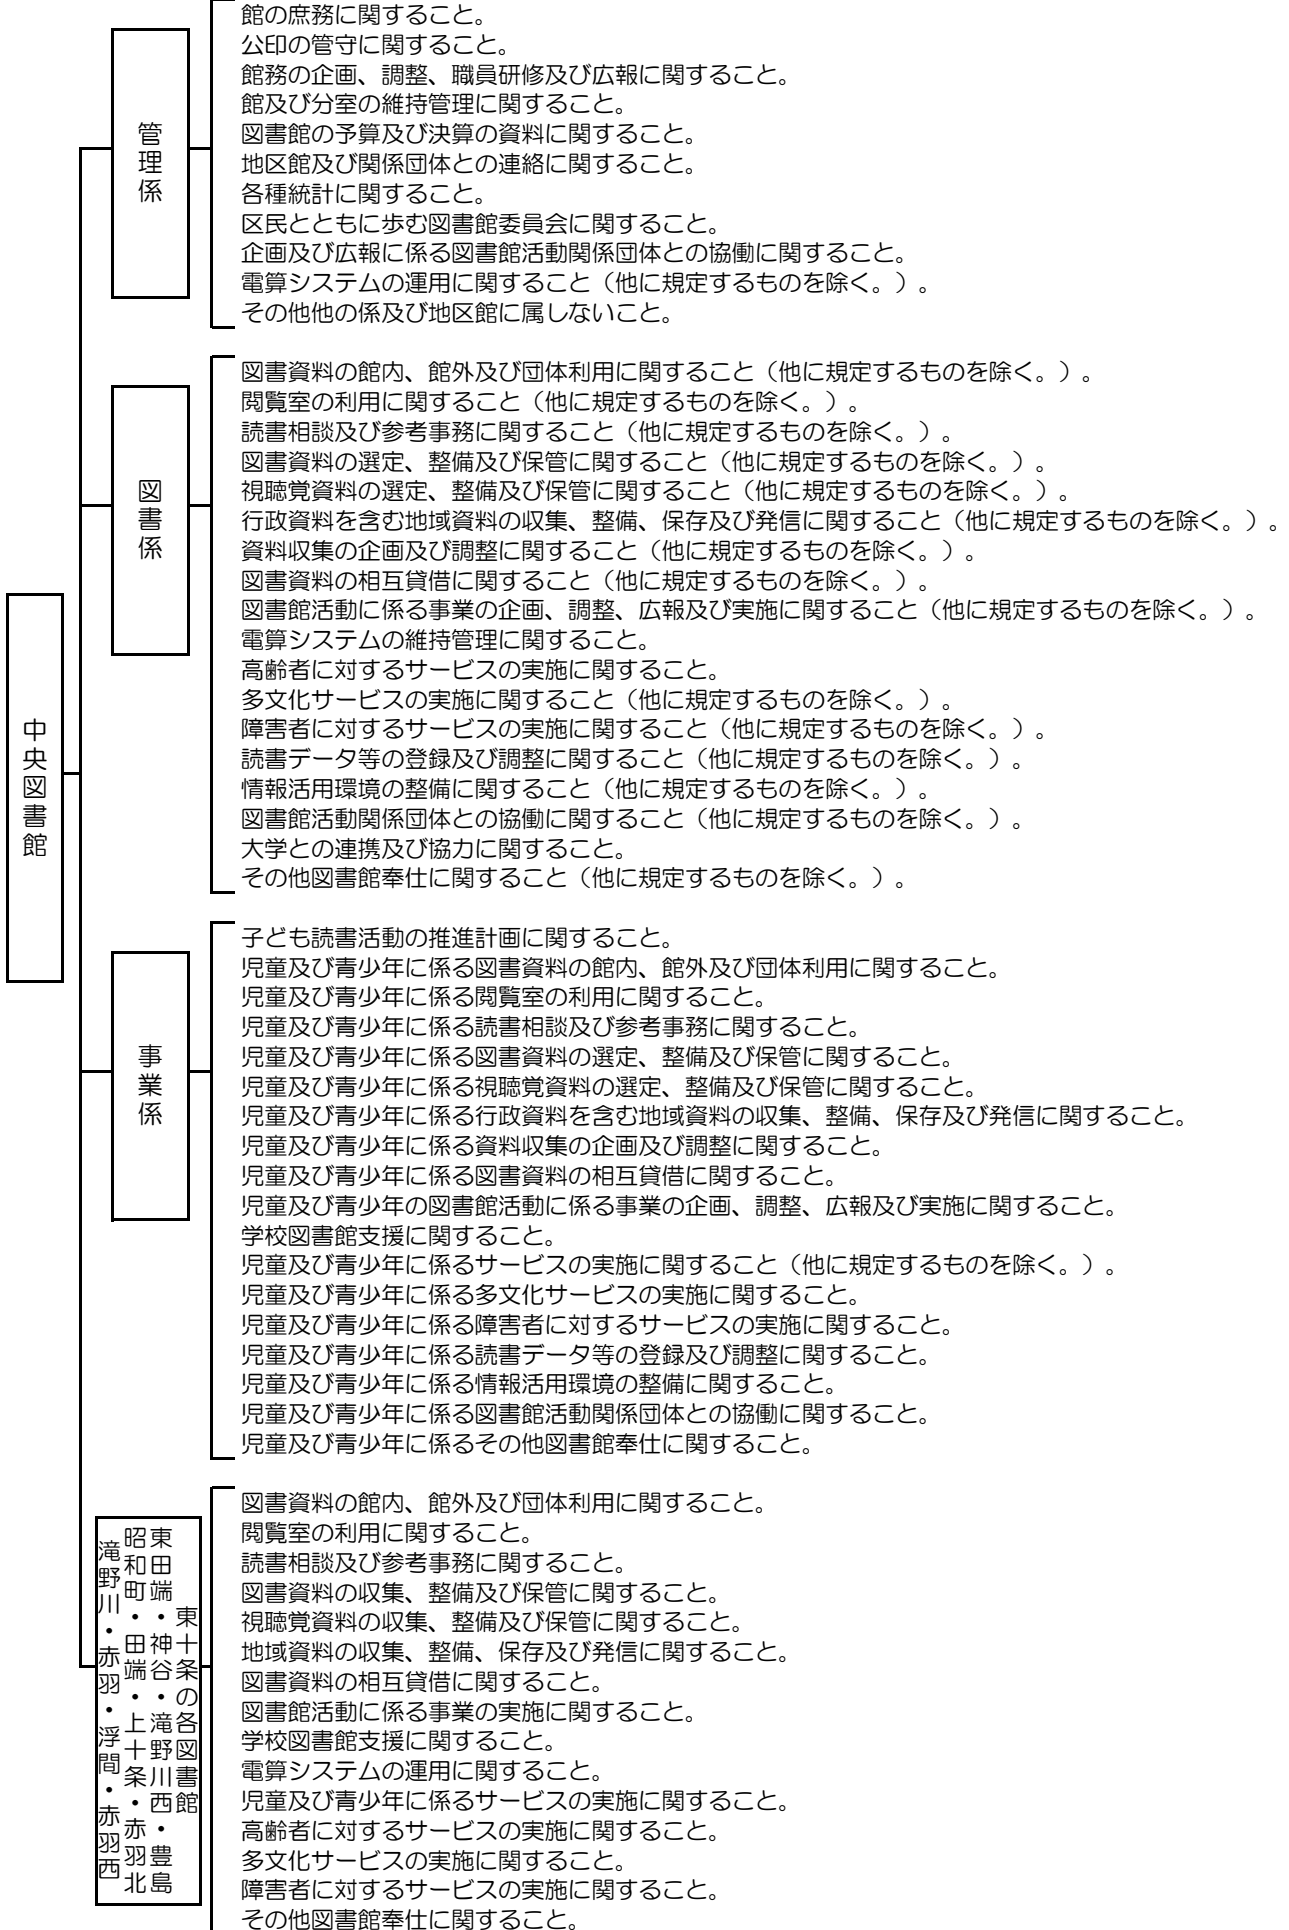 中央図書館
管理係
館の庶務に関すること。
公印の管守に関すること。
館務の企画、調整、職員研修及び広報に関すること。
館及び分室の維持管理に関すること。
図書館の予算及び決算の資料に関すること。
地区館及び関係団体との連絡に関すること。
各種統計に関すること。
区民とともに歩む図書館委員会に関すること。
企画及び広報に係る図書館活動関係団体との協働に関すること。
電算システムの運用に関すること（他に規定するものを除く。）。
その他他の係及び地区館に属しないこと。
図書係
図書資料の館内、館外及び団体利用に関すること（他に規定するものを除く。）。
閲覧室の利用に関すること（他に規定するものを除く。）。
読書相談及び参考事務に関すること（他に規定するものを除く。）。
図書資料の選定、整備及び保管に関すること（他に規定するものを除く。）。
視聴覚資料の選定、整備及び保管に関すること（他に規定するものを除く。）。
行政資料を含む地域資料の収集、整備、保存及び発信に関すること（他に規定するものを除く。）。
資料収集の企画及び調整に関すること（他に規定するものを除く。）。
図書資料の相互貸借に関すること（他に規定するものを除く。）。
図書館活動に係る事業の企画、調整、広報及び実施に関すること（他に規定するものを除く。）。
電算システムの維持管理に関すること。
高齢者に対するサービスの実施に関すること。
多文化サービスの実施に関すること（他に規定するものを除く。）。
障害者に対するサービスの実施に関すること（他に規定するものを除く。）。
読書データ等の登録及び調整に関すること（他に規定するものを除く。）。
情報活用環境の整備に関すること（他に規定するものを除く。）。
図書館活動関係団体との協働に関すること（他に規定するものを除く。）。
大学との連携及び協力に関すること。
その他図書館奉仕に関すること（他に規定するものを除く。）。
事業係
子ども読書活動の推進計画に関すること。
児童及び青少年に係る図書資料の館内、館外及び団体利用に関すること。
児童及び青少年に係る閲覧室の利用に関すること。
児童及び青少年に係る読書相談及び参考事務に関すること。
児童及び青少年に係る図書資料の選定、整備及び保管に関すること。
児童及び青少年に係る視聴覚資料の選定、整備及び保管に関すること。
児童及び青少年に係る行政資料を含む地域資料の収集、整備、保存及び発信に関すること。
児童及び青少年に係る資料収集の企画及び調整に関すること。
児童及び青少年に係る図書資料の相互貸借に関すること。
児童及び青少年の図書館活動に係る事業の企画、調整、広報及び実施に関すること。
学校図書館支援に関すること。
児童及び青少年に係るサービスの実施に関すること（他に規定するものを除く。）。
児童及び青少年に係る多文化サービスの実施に関すること。
児童及び青少年に係る障害者に対するサービスの実施に関すること。
児童及び青少年に係る読書データ等の登録及び調整に関すること。
児童及び青少年に係る情報活用環境の整備に関すること。
児童及び青少年に係る図書館活動関係団体との協働に関すること。
児童及び青少年に係るその他図書館奉仕に関すること。
滝野川・赤羽・浮間・赤羽西
昭和町・田端・上十条・赤羽北
東田端・神谷・滝野川西・豊島
東十条の各図書館
図書資料の館内、館外及び団体利用に関すること。
閲覧室の利用に関すること。
読書相談及び参考事務に関すること。
図書資料の収集、整備及び保管に関すること。
視聴覚資料の収集、整備及び保管に関すること。
地域資料の収集、整備、保存及び発信に関すること。
図書資料の相互貸借に関すること。
図書館活動に係る事業の実施に関すること。
学校図書館支援に関すること。
電算システムの運用に関すること。
児童及び青少年に係るサービスの実施に関すること。
高齢者に対するサービスの実施に関すること。
多文化サービスの実施に関すること。
障害者に対するサービスの実施に関すること。
その他図書館奉仕に関すること。